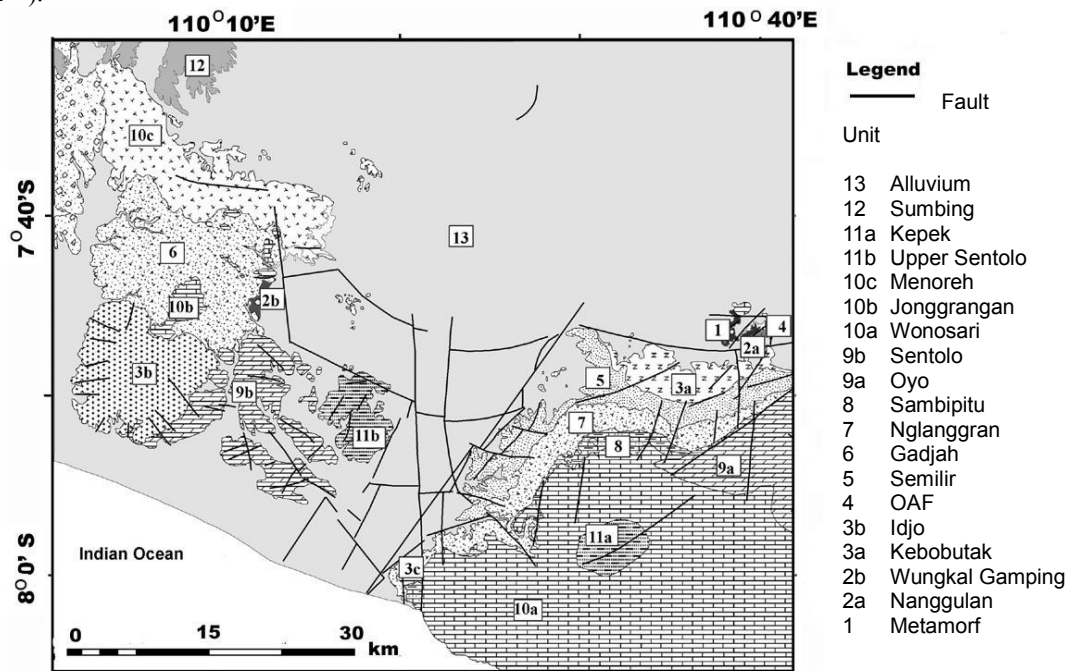 110°10'E
110°40'E
7°40'S
8°0'S
12
10c
6
13
2b
10b
3b
9b
11b
1
4
2a
5
3a
7
8
9a
11a
3c
10a
Indian Ocean
0 15 30
km
Legend
Fault
Unit
13 Alluvium
12 Sumbing
11a Kepek
11b Upper Sentolo
10c Menoreh
10b Jonggrangan
10a Wonosari
9b Sentolo
9a Oyo
8 Sambipitu
7 Nglanggran
6 Gadjah
5 Semilir
4 OAF
3b Idjo
3a Kebobutak
2b Wungkal Gamping
2a Nanggulan
1 Metamorf